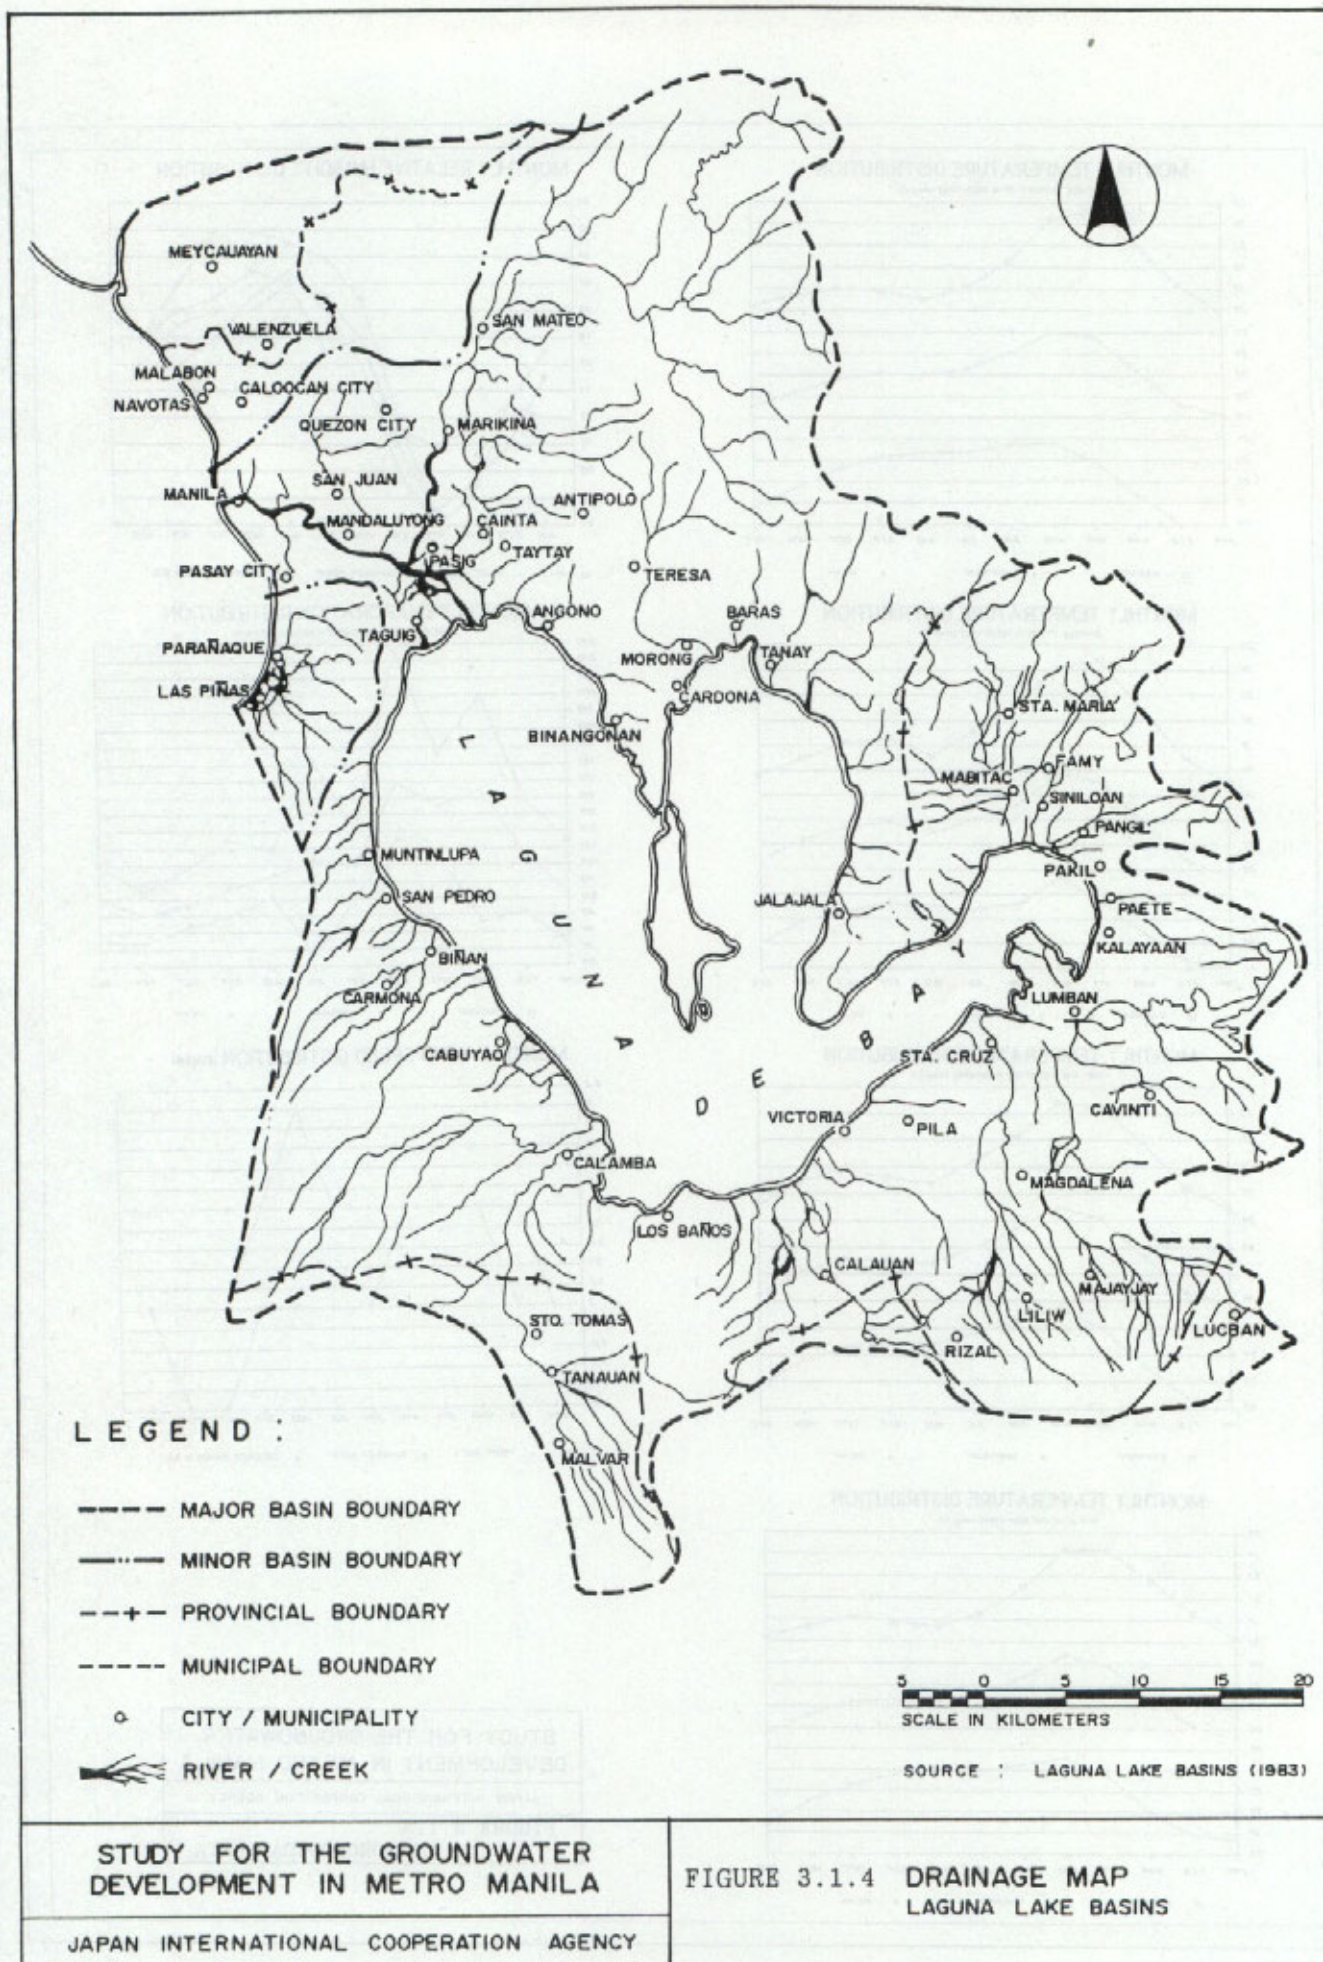 MEYCAUAYAN
VALENZUELA
SAN MATEO
MALABON
CALOOCAN CITY
NAVOTAS
QUEZON CITY
MARIKINA
SAN JUAN
MANILA
ANTIPOLO
MANDALUYONG
CAINTA
PASIG
TAYTAY
PASAY CITY
TERESA
ANGONO
BARAS
TAGUIG
PARAÑAQUE
MORONG
TANAY
LAS PIÑAS
CARDONA
STA. MARIA
BINANGONAN
FAMY
MABITAC
SINILOAN
PANGIL
MUNTINLUPA
PAKIL
SAN PEDRO
JALAJALA
PAETE
KALAYAAN
BIÑAN
CARMONA
LUMBAN
CABUYAO
STA. CRUZ
LAGUNA DE BAY
CAVINTI
VICTORIA
PILA
CALAMBA
MAGDALENA
LOS BAÑOS
CALAUAN
MAJAYJAY
LILIW
STO. TOMAS
LUCBAN
RIZAL
TANAUAN
MALVAR
LEGEND :
MAJOR BASIN BOUNDARY
MINOR BASIN BOUNDARY
PROVINCIAL BOUNDARY
MUNICIPAL BOUNDARY
CITY / MUNICIPALITY
RIVER / CREEK
5 0 5 10 15 20
SCALE IN KILOMETERS
SOURCE : LAGUNA LAKE BASINS (1983)
STUDY FOR THE GROUNDWATER
DEVELOPMENT IN METRO MANILA
JAPAN INTERNATIONAL COOPERATION AGENCY
FIGURE 3.1.4 DRAINAGE MAP
LAGUNA LAKE BASINS